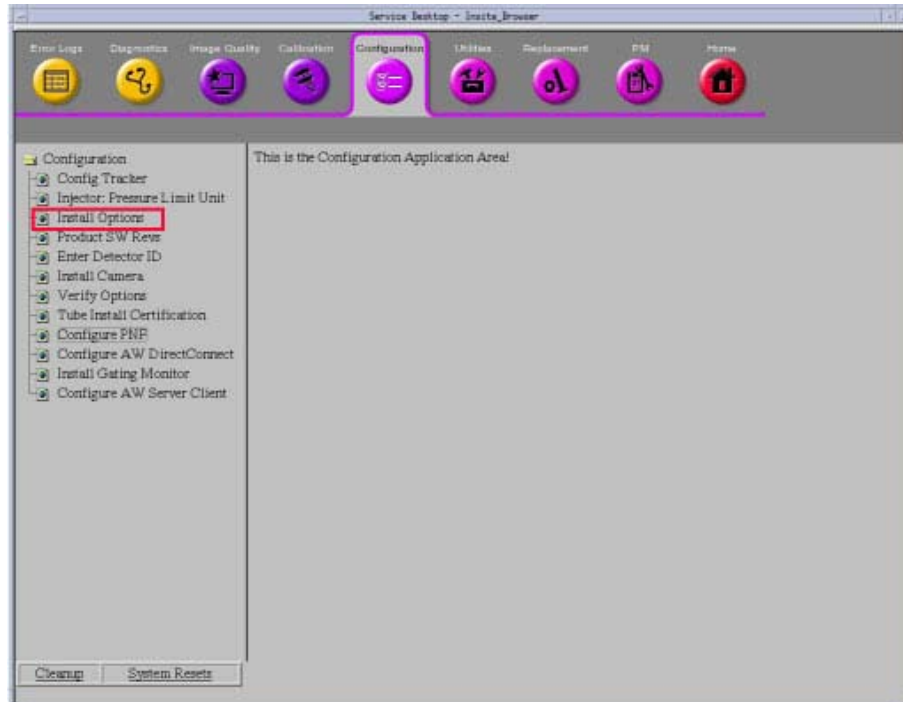 Service Desktop - Insite_Browser
Error Logs
Diagnostics
Image Quality
Calibration
Configuration
Utilities
Replacement
PM
Home
Configuration
Config Tracker
Injector: Pressure Limit Unit
Install Options
Product SW Revs
Enter Detector ID
Install Camera
Verify Options
Tube Install Certification
Configure PNF
Configure AW DirectConnect
Install Gating Monitor
Configure AW Server Client
This is the Configuration Application Area!
Cleanup
System Resets